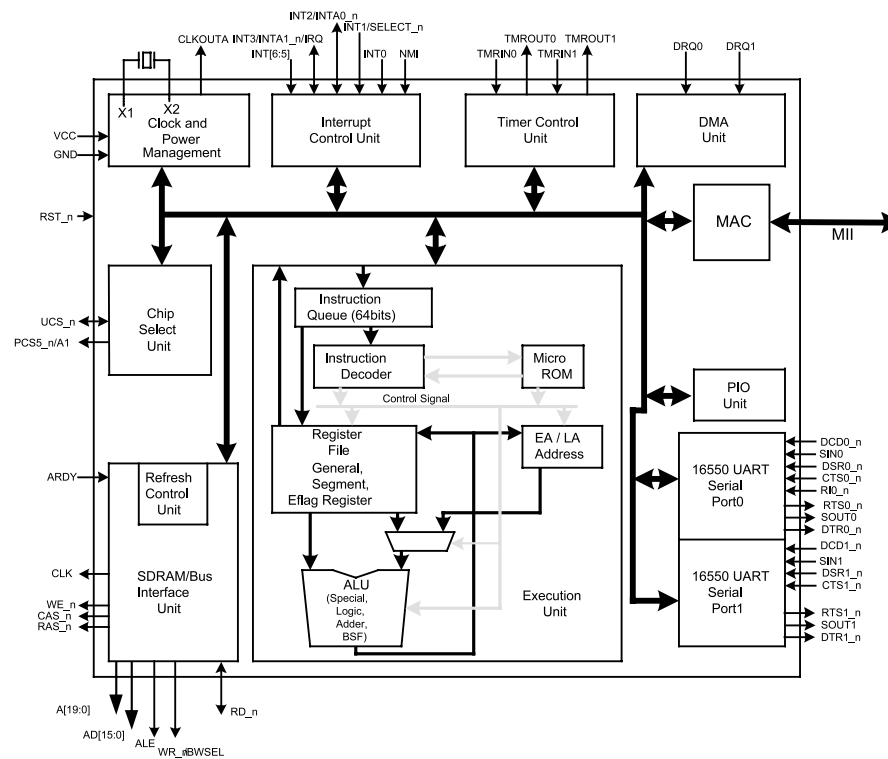 INT2/INTA0_n
CLKOUTA
INT3/INTA1_n/IRQ
INT1/SELECT_n
INT[6:5]
INT0
NMI
TMROUT0
TMROUT1
TMRIN0
TMRIN1
DRQ0
DRQ1
X1
X2
Clock and
Power
Management
Interrupt
Control Unit
Timer Control
Unit
DMA
Unit
VCC
GND
RST_n
MAC
MII
Chip
Select
Unit
UCS_n
PCS5_n/A1
Instruction
Queue (64bits)
Instruction
Decoder
Micro
ROM
Control Signal
PIO
Unit
Register
File
General,
Segment,
Eflag Register
EA / LA
Address
16550 UART
Serial
Port0
DCD0_n
SIN0
DSR0_n
CTS0_n
RI0_n
RTS0_n
SOUT0
DTR0_n
ARDY
Refresh
Control
Unit
SDRAM/Bus
Interface
Unit
CLK
WE_n
CAS_n
RAS_n
ALU
(Special,
Logic,
Adder,
BSF)
Execution
Unit
16550 UART
Serial
Port1
DCD1_n
SIN1
DSR1_n
CTS1_n
RTS1_n
SOUT1
DTR1_n
A[19:0]
AD[15:0]
ALE
WR_n/BWSEL
RD_n